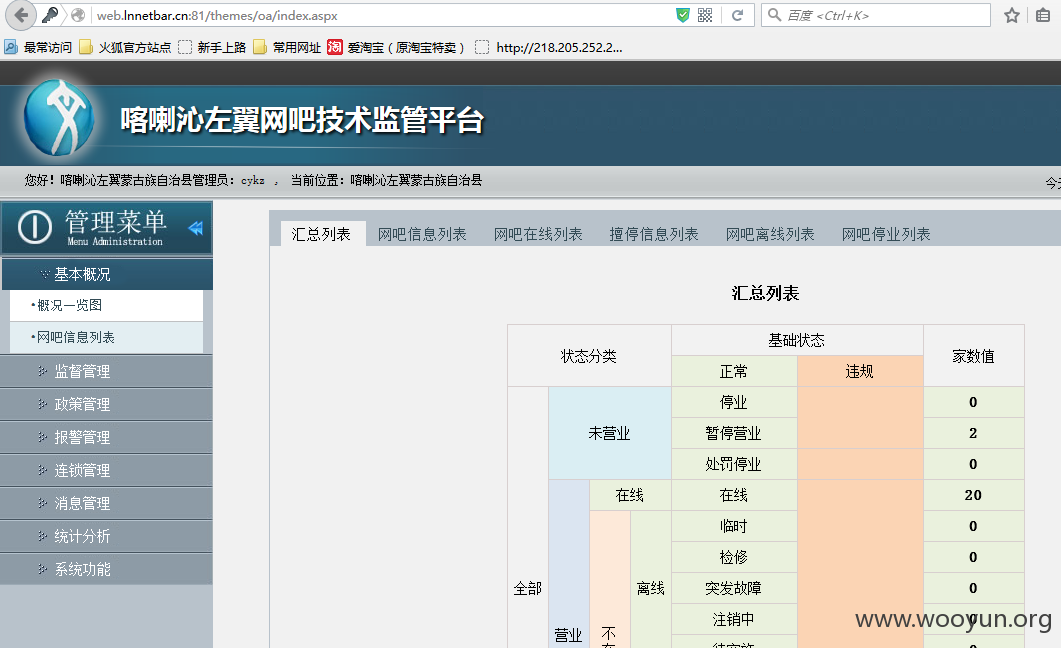 web.lnnetbar.cn:81/themes/oa/index.aspx
百度 <Ctrl+K>
最常访问 火狐官方站点 新手上路 常用网址 淘 爱淘宝（原淘宝特卖） http://218.205.252.2...
喀喇沁左翼网吧技术监管平台
您好！喀喇沁左翼蒙古族自治县管理员：cykz ， 当前位置：喀喇沁左翼蒙古族自治县
管理菜单
Menu Administration
基本概况
•概况一览图
•网吧信息列表
监督管理
政策管理
报警管理
连锁管理
消息管理
统计分析
系统功能
汇总列表 网吧信息列表 网吧在线列表 擅停信息列表 网吧离线列表 网吧停业列表
汇总列表
状态分类 基础状态 家数值
正常 违规
全部
未营业
停业 0
暂停营业 2
处罚停业 0
营业
在线 在线 20
不
离线
临时 0
检修 0
突发故障 0
注销中 0
www.wooyun.org